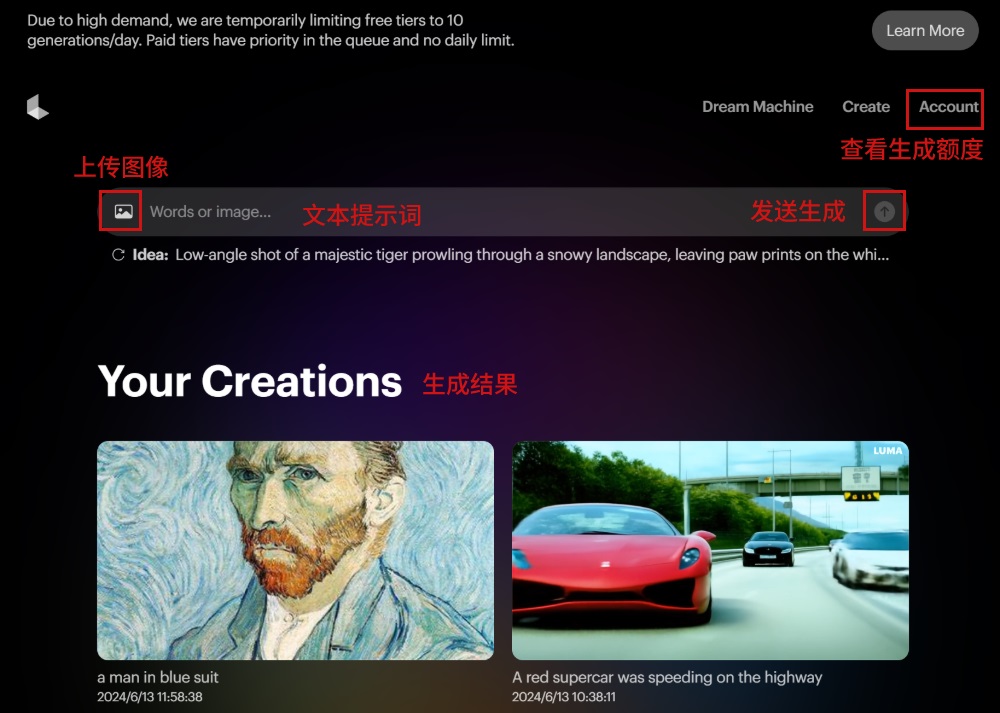 Due to high demand, we are temporarily limiting free tiers to 10
generations/day. Paid tiers have priority in the queue and no daily limit.
Learn More
Dream Machine
Create
Account
查看生成额度
上传图像
Words or image...
文本提示词
发送生成
Idea: Low-angle shot of a majestic tiger prowling through a snowy landscape, leaving paw prints on the whi...
Your Creations
生成结果
LUMA
a man in blue suit
2024/6/13 11:58:38
A red supercar was speeding on the highway
2024/6/13 10:38:11